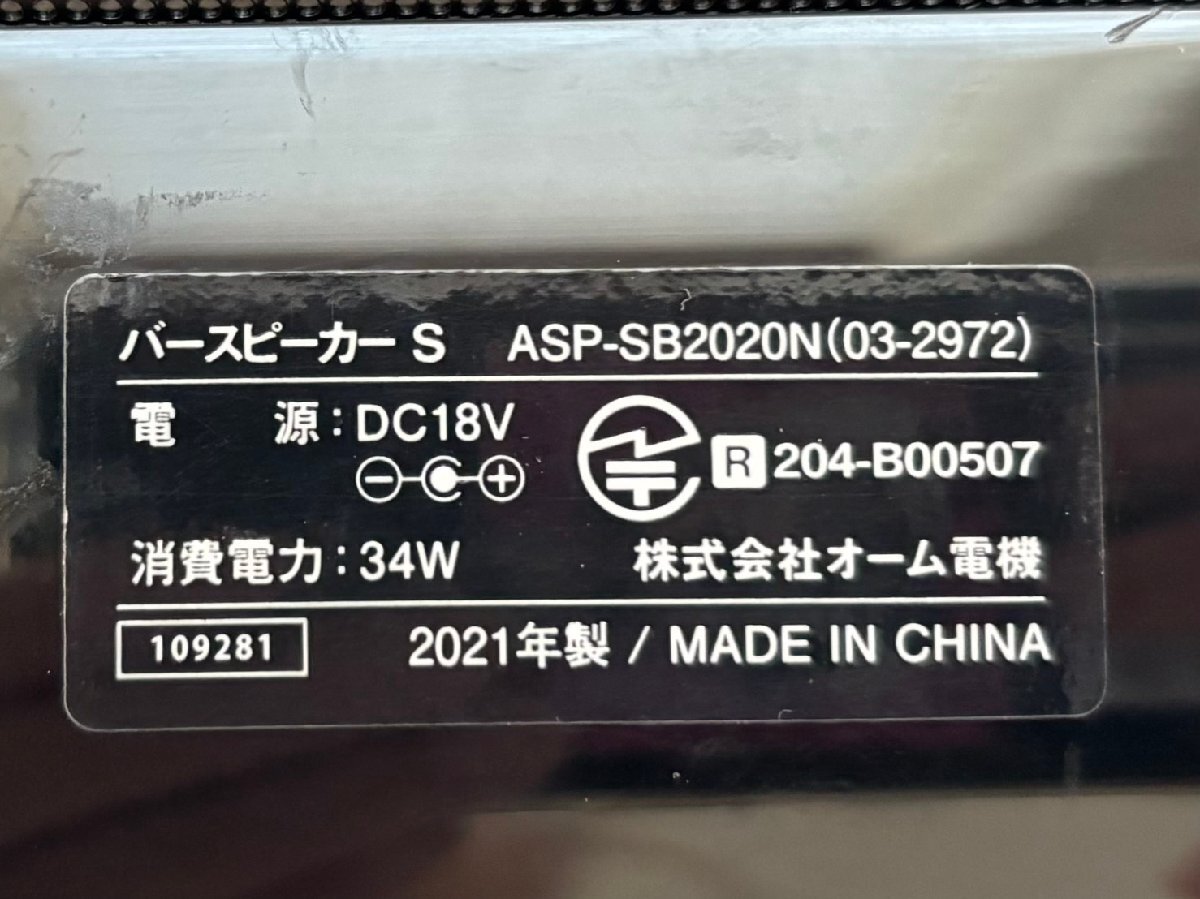 バースピーカー S ASP-SB2020N(03-2972)
電 源：DC18V
R 204-B00507
消費電力：34W 株式会社オーム電機
109281 2021年製 / MADE IN CHINA